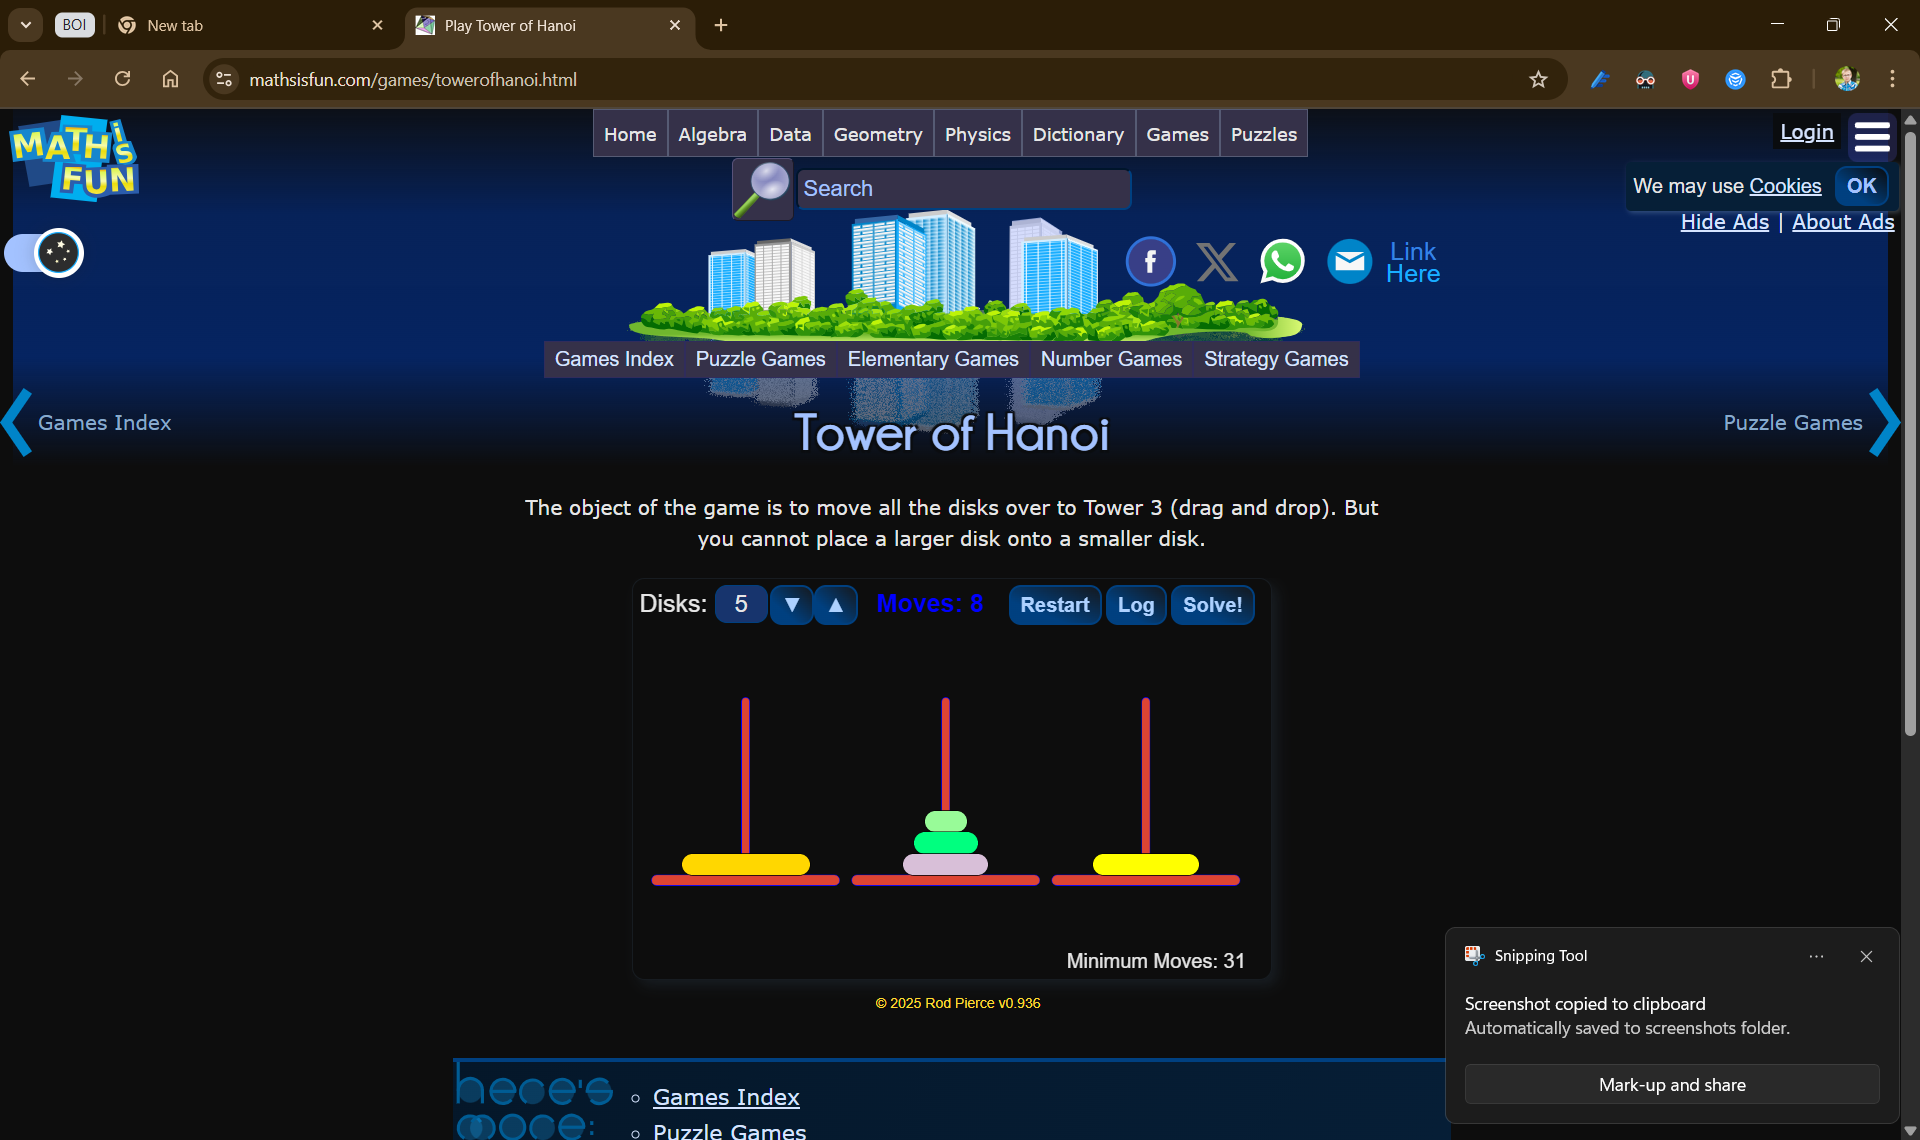 BOI
New tab
Play Tower of Hanoi
mathsisfun.com/games/towerofhanoi.html
MATH iS FUN
Home Algebra Data Geometry Physics Dictionary Games Puzzles
Login
Search
We may use Cookies OK
Hide Ads | About Ads
Link
Here
Games Index Puzzle Games Elementary Games Number Games Strategy Games
Games Index
Puzzle Games
Tower of Hanoi
The object of the game is to move all the disks over to Tower 3 (drag and drop). But
you cannot place a larger disk onto a smaller disk.
Disks: 5 ▼ ▲ Moves: 8 Restart Log Solve!
Minimum Moves: 31
© 2025 Rod Pierce v0.936
Snipping Tool
Screenshot copied to clipboard
Automatically saved to screenshots folder.
Mark-up and share
here's
more:
Games Index
Puzzle Games